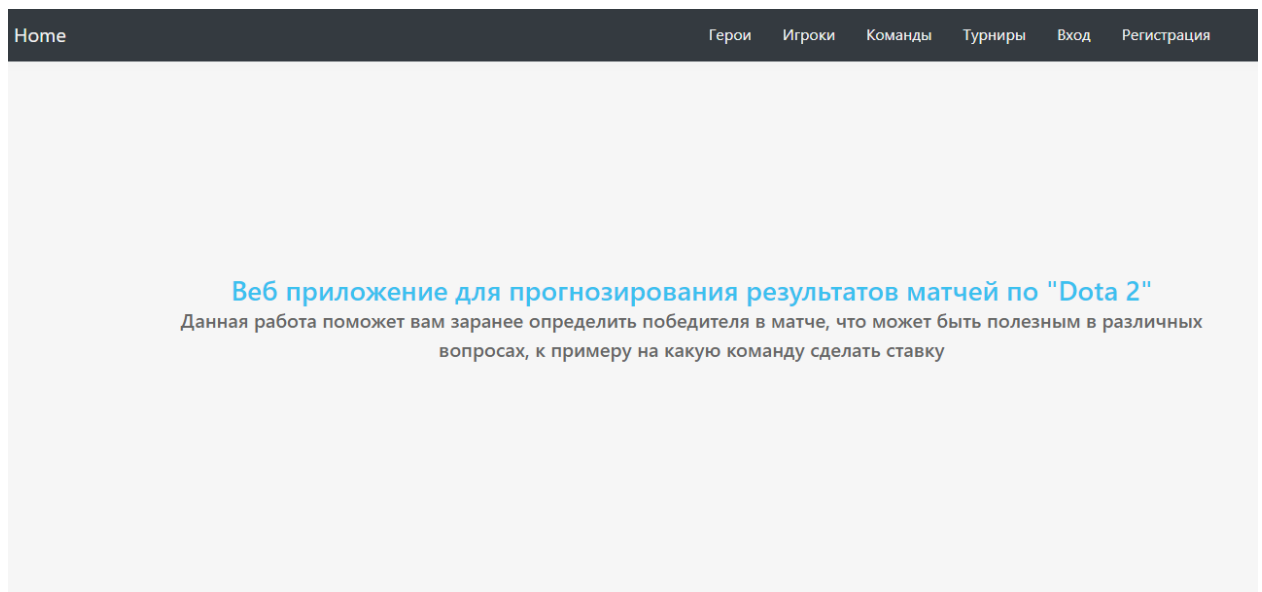 Home Герои Игроки Команды Турниры Вход Регистрация
Веб приложение для прогнозирования результатов матчей по "Dota 2"
Данная работа поможет вам заранее определить победителя в матче, что может быть полезным в различных
вопросах, к примеру на какую команду сделать ставку